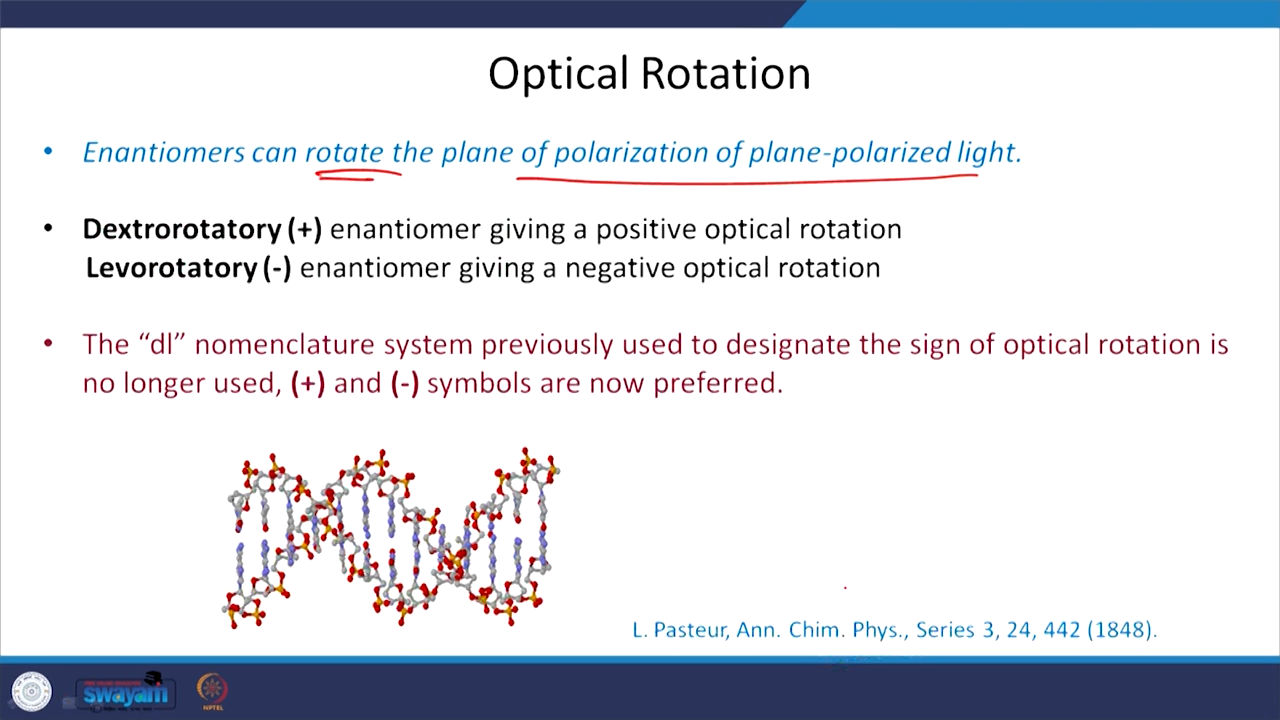 Optical Rotation
• Enantiomers can rotate the plane of polarization of plane-polarized light.
• Dextrorotatory (+) enantiomer giving a positive optical rotation
Levorotatory (-) enantiomer giving a negative optical rotation
• The “dl” nomenclature system previously used to designate the sign of optical rotation is
no longer used, (+) and (-) symbols are now preferred.
L. Pasteur, Ann. Chim. Phys., Series 3, 24, 442 (1848).
swayam
NPTEL